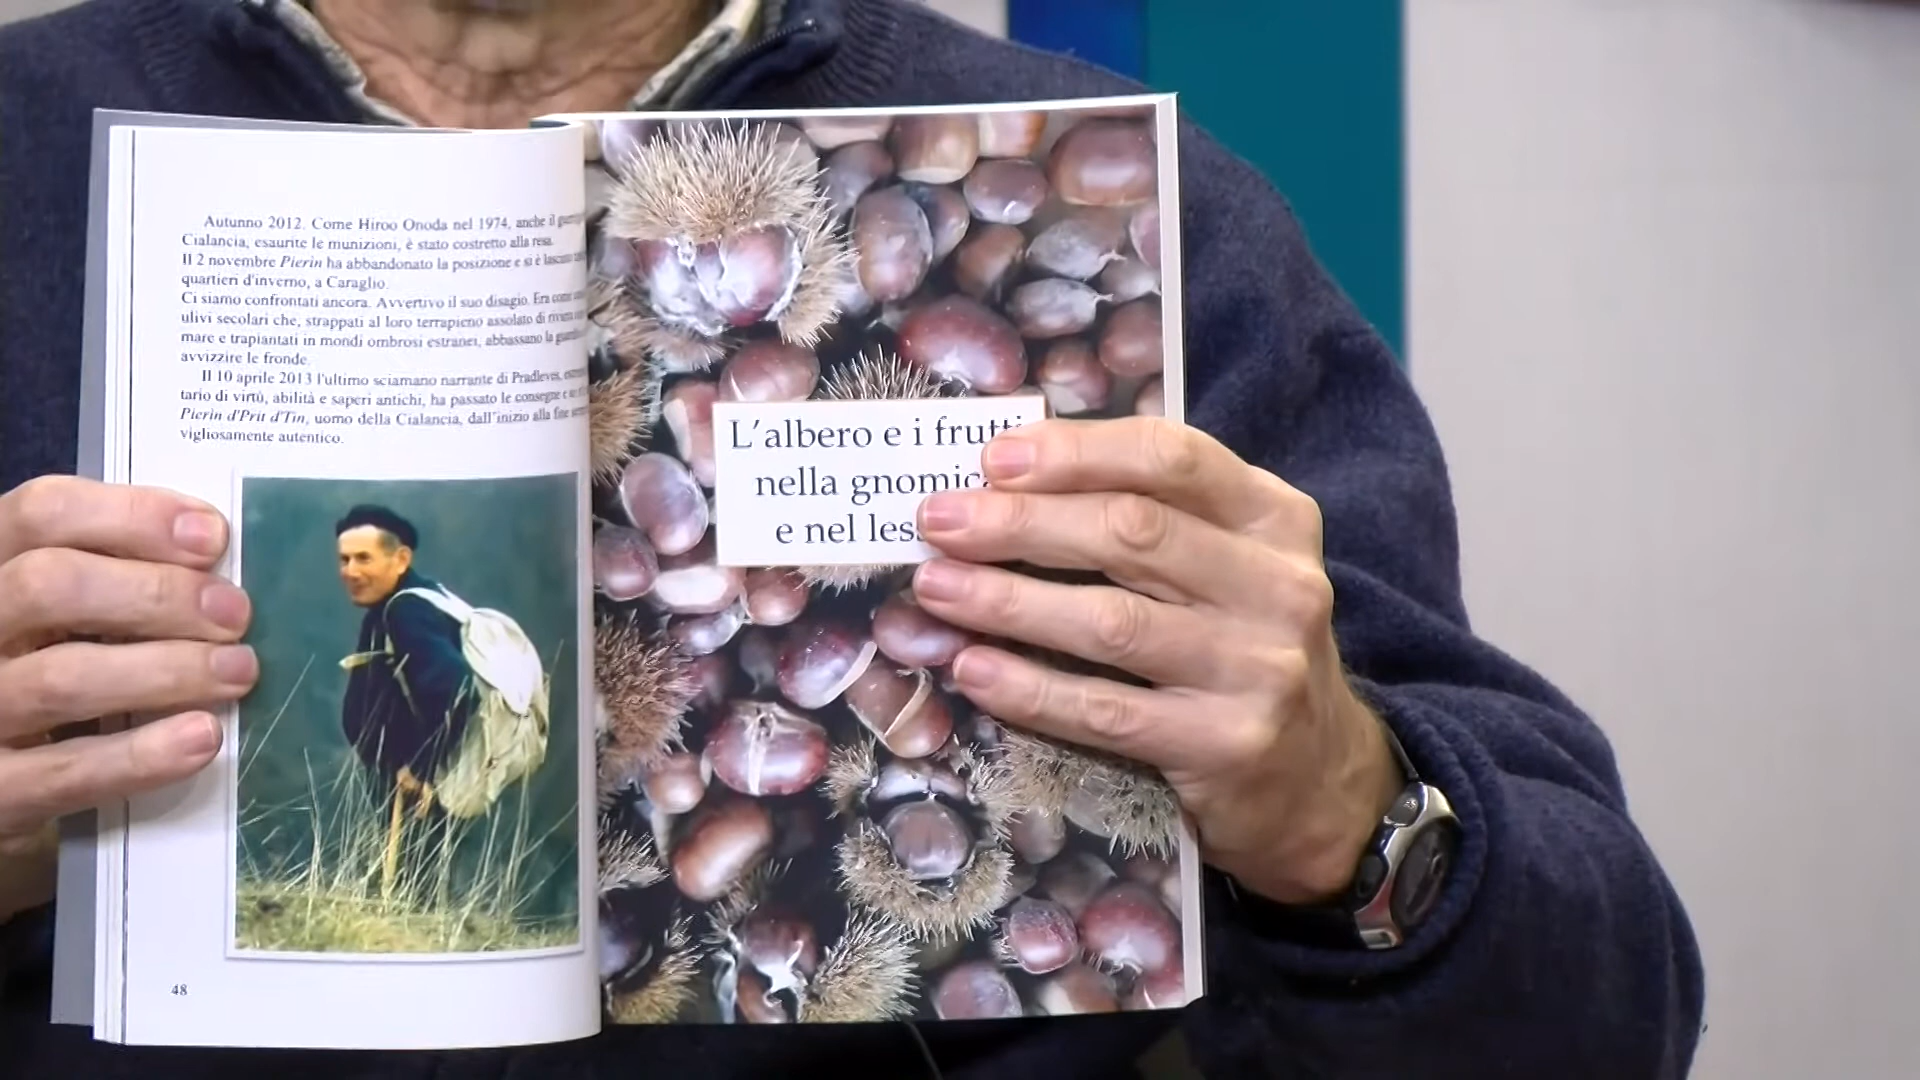 Autunno 2012. Come Hiroo Onoda nel 1974, anche il
Cialancia, esaurite le munizioni, è stato costretto alla resa.
Il 2 novembre Pierin ha abbandonato la posizione e si è lasciato
quartieri d'inverno, a Caraglio.
Ci siamo confrontati ancora. Avvertivo il suo disagio. Era come
ulivi secolari che, strappati al loro terrapieno assolato di
mare e trapiantati in mondi ombrosi estranei, abbassano la
avvizzire le fronde.
Il 10 aprile 2013 l'ultimo sciamano narrante di Pradleves,
tario di virtù, abilità e saperi antichi, ha passato le consegne e
Pierin d'Prit d'Tin, uomo della Cialancia, dall'inizio alla fine
vigliosamente autentico.
48
L'albero e i frutti
nella gnomica
e nel